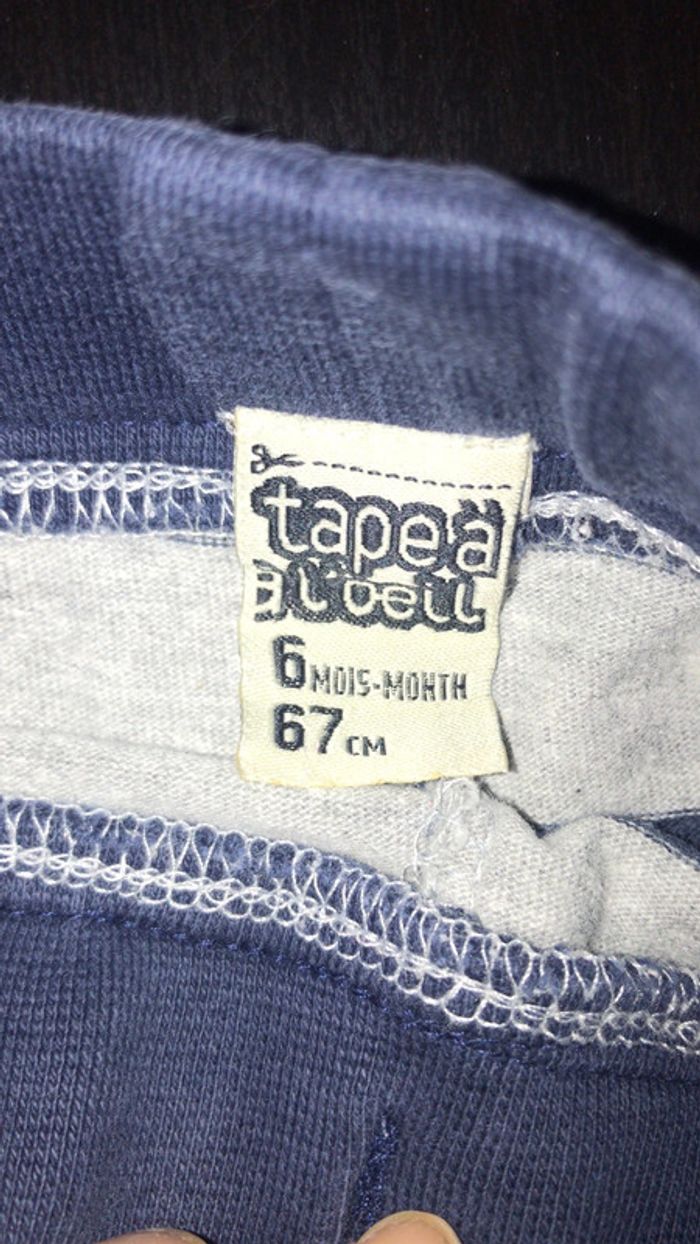 tape à
à l'oeil
6 MOIS-MONTH
67 CM